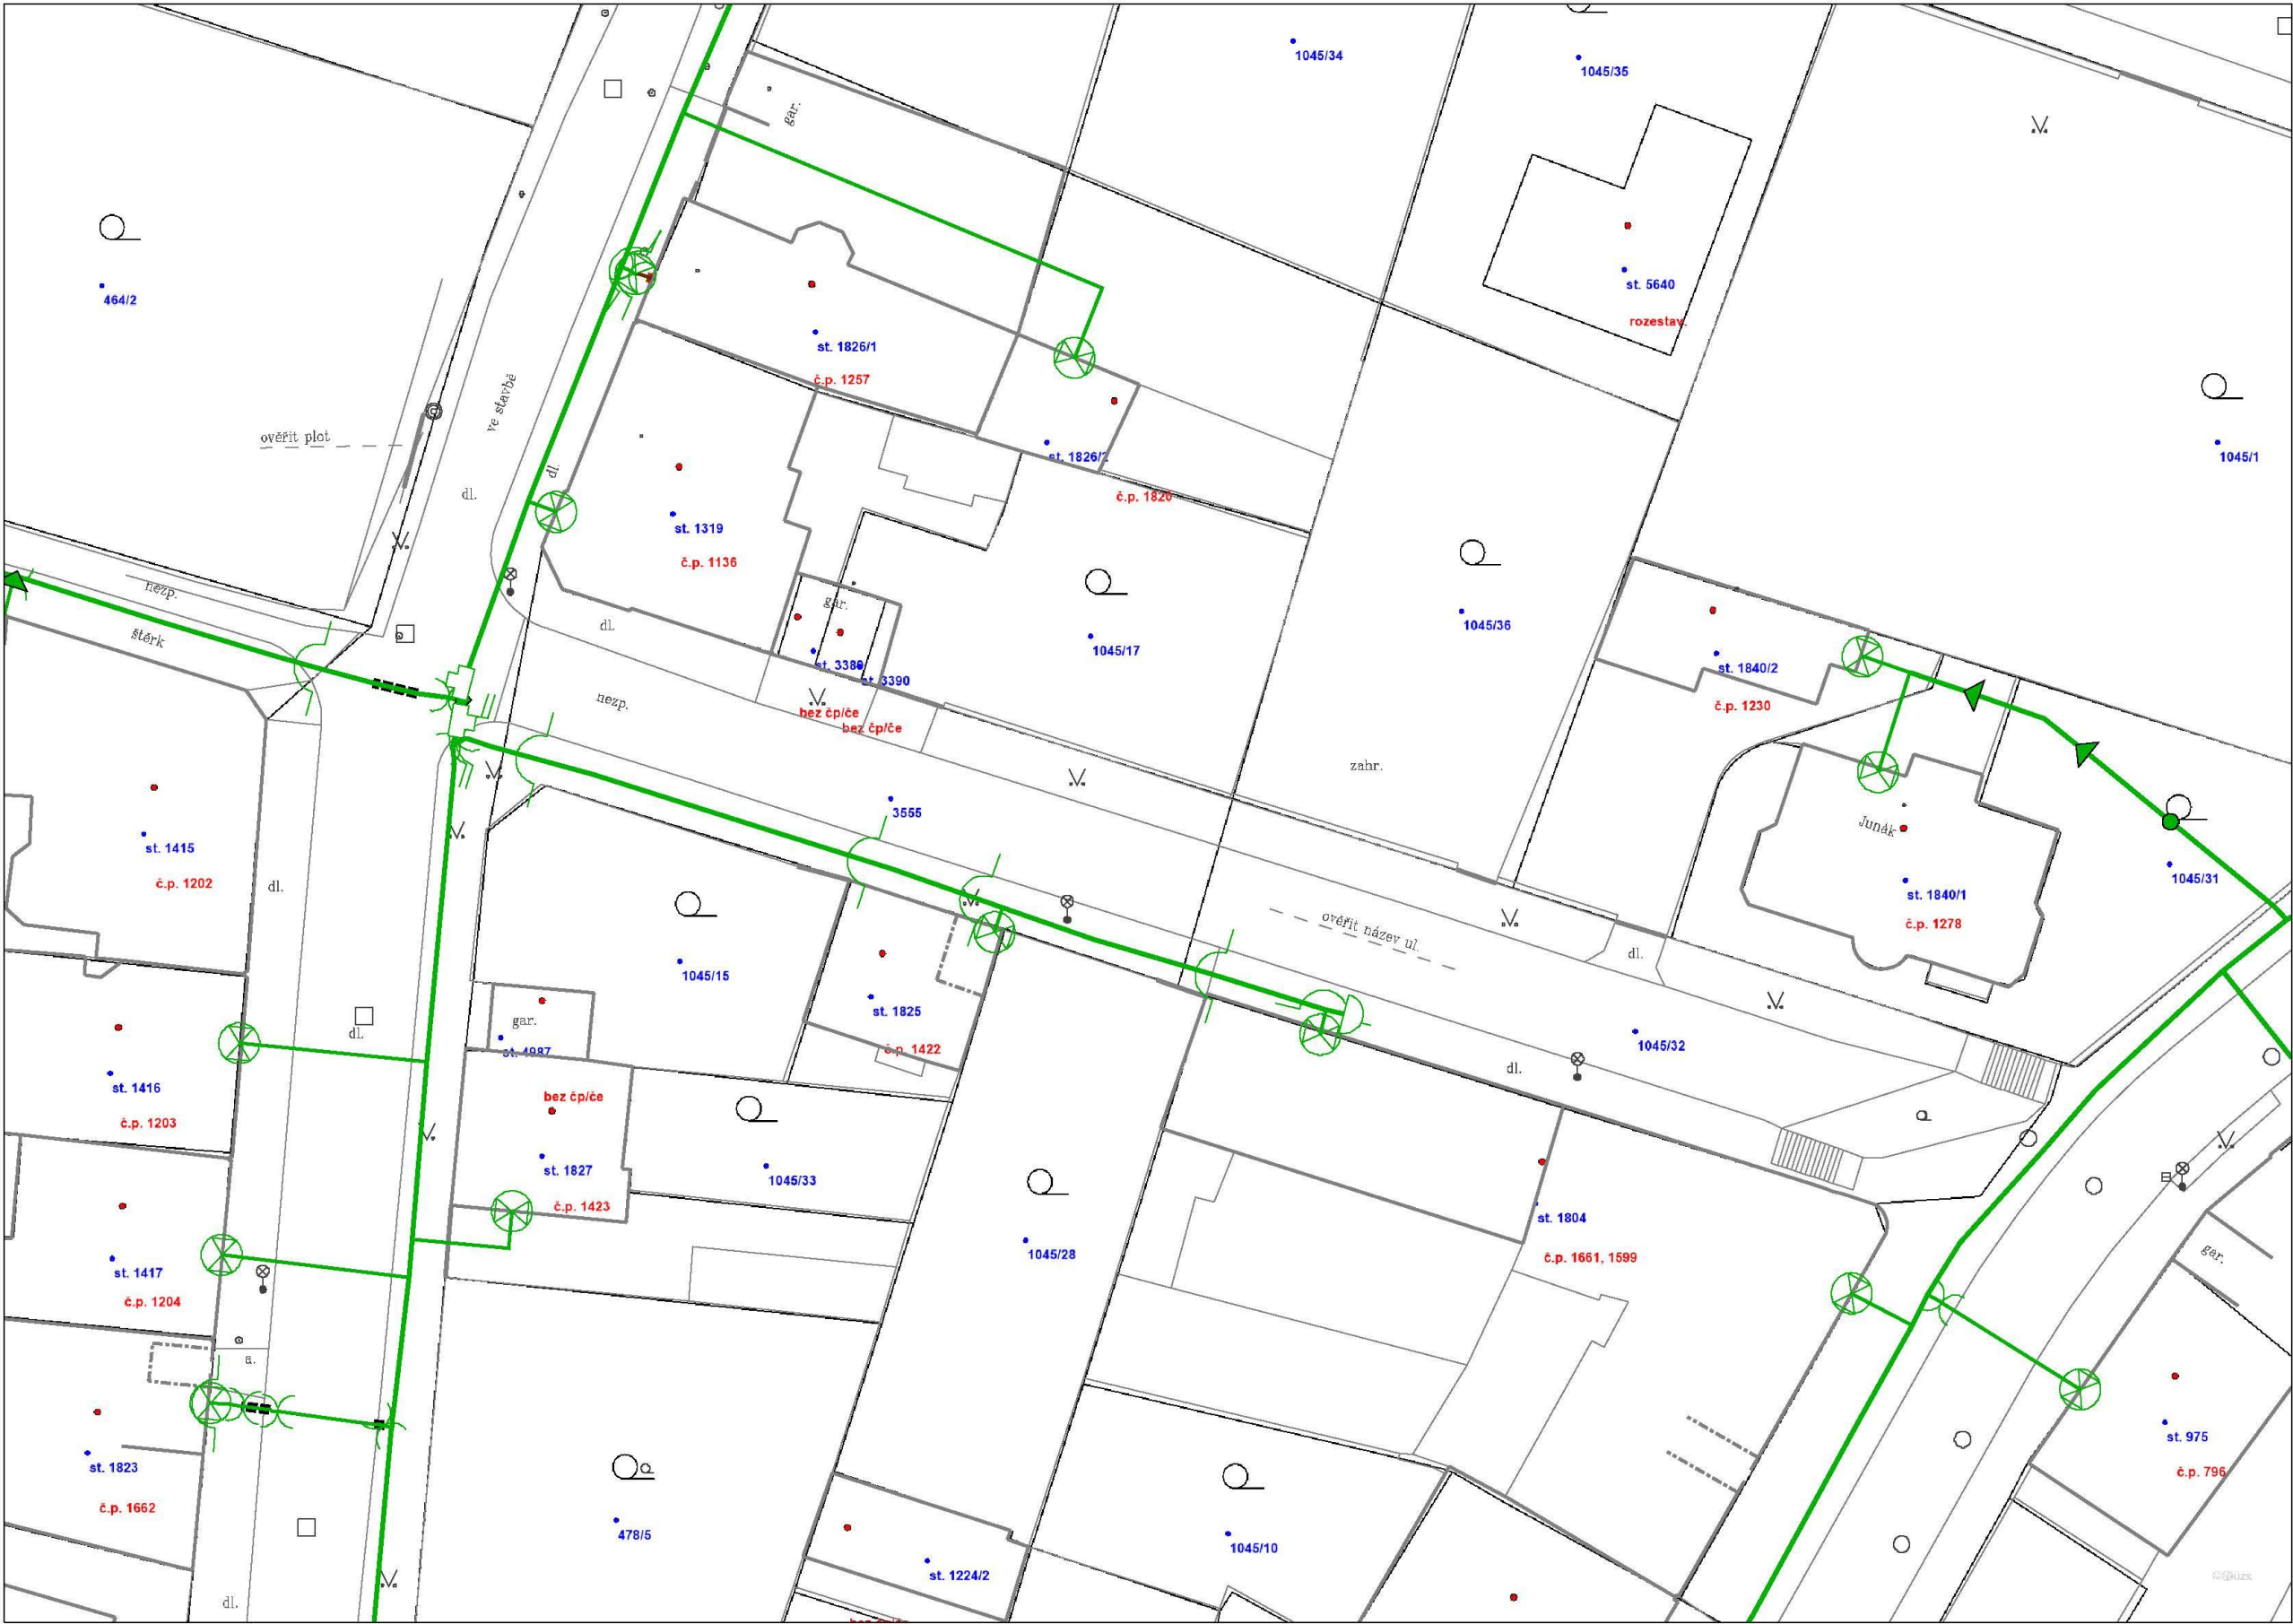 1045/34
1045/35
gar.
464/2
st. 5640
rozestav.
st. 1826/1
č.p. 1257
ve stavbě
ověřit plot
1045/1
st. 1826/2
dl.
dl.
č.p. 1820
st. 1319
č.p. 1136
nezp.
štěrk
gar.
dl.
1045/17
1045/36
st. 3389
st. 3390
st. 1840/2
č.p. 1230
nezp.
bez čp/če
bez čp/če
zahr.
3555
Junák
st. 1415
č.p. 1202
dl.
1045/31
st. 1840/1
č.p. 1278
ověřit název ul.
dl.
1045/15
st. 1825
gar.
st. 4987
dl.
č.p. 1422
1045/32
dl.
st. 1416
bez čp/če
č.p. 1203
st. 1827
1045/33
č.p. 1423
st. 1804
1045/28
č.p. 1661, 1599
gar.
st. 1417
č.p. 1204
a.
st. 975
č.p. 796
st. 1823
č.p. 1662
478/5
1045/10
st. 1224/2
dl.